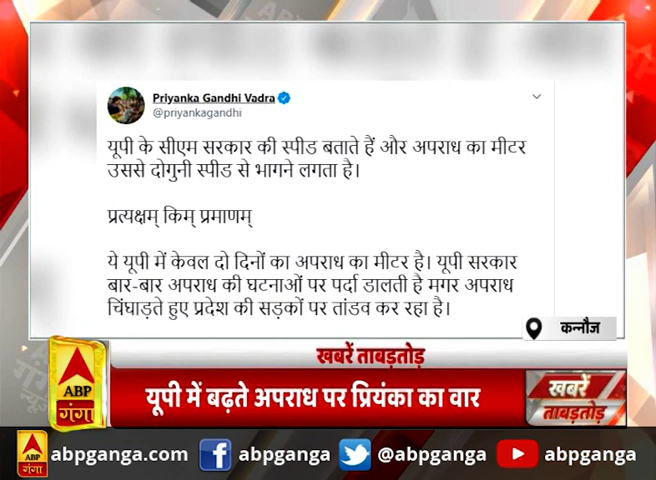 Priyanka Gandhi Vadra
@priyankagandhi
यूपी के सीएम सरकार की स्पीड बताते हैं और अपराध का मीटर
उससे दोगुनी स्पीड से भागने लगता है।
प्रत्यक्षम् किम् प्रमाणम्
ये यूपी में केवल दो दिनों का अपराध का मीटर है। यूपी सरकार
बार-बार अपराध की घटनाओं पर पर्दा डालती है मगर अपराध
चिंघाड़ते हुए प्रदेश की सड़कों पर तांडव कर रहा है।
कन्नौज
खबरें ताबड़तोड़
ABP
गंगा
यूपी में बढ़ते अपराध पर प्रियंका का वार
खबरें
ताबड़तोड़
ABP
गंगा
abpganga.com
abpganga
@abpganga
abpganga